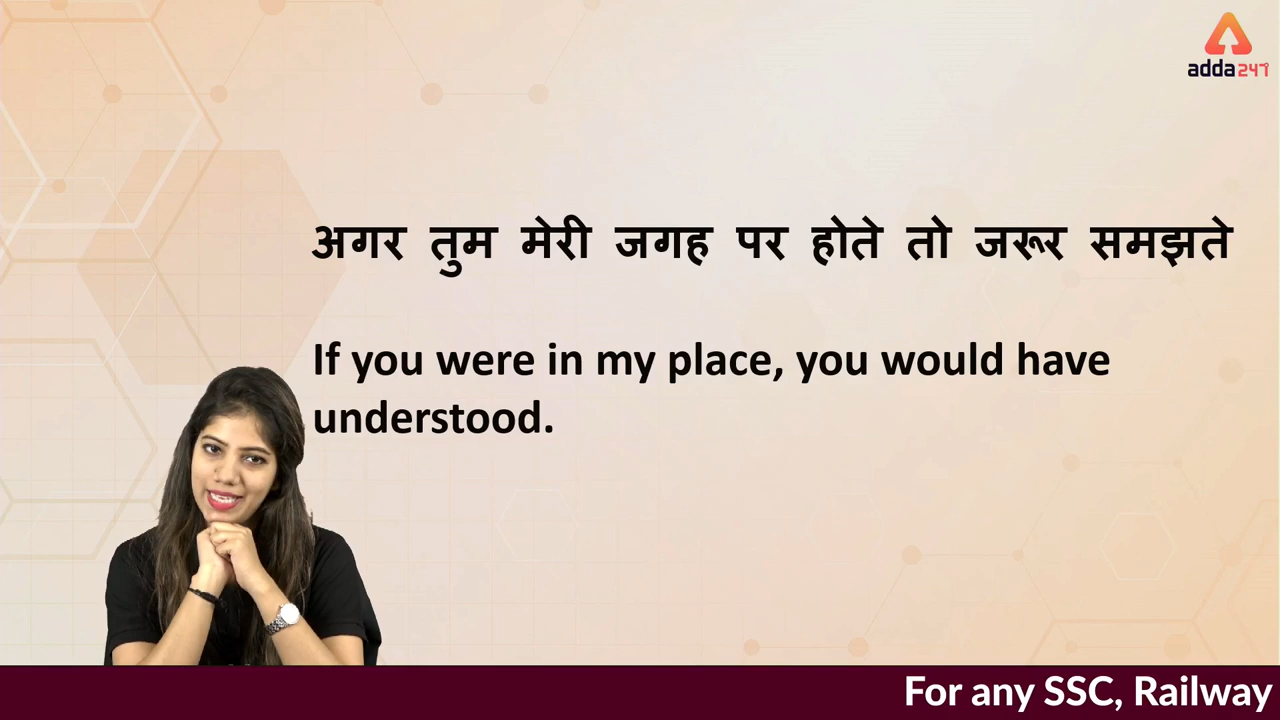 adda247
अगर तुम मेरी जगह पर होते तो जरूर समझते
If you were in my place, you would have
understood.
For any SSC, Railway